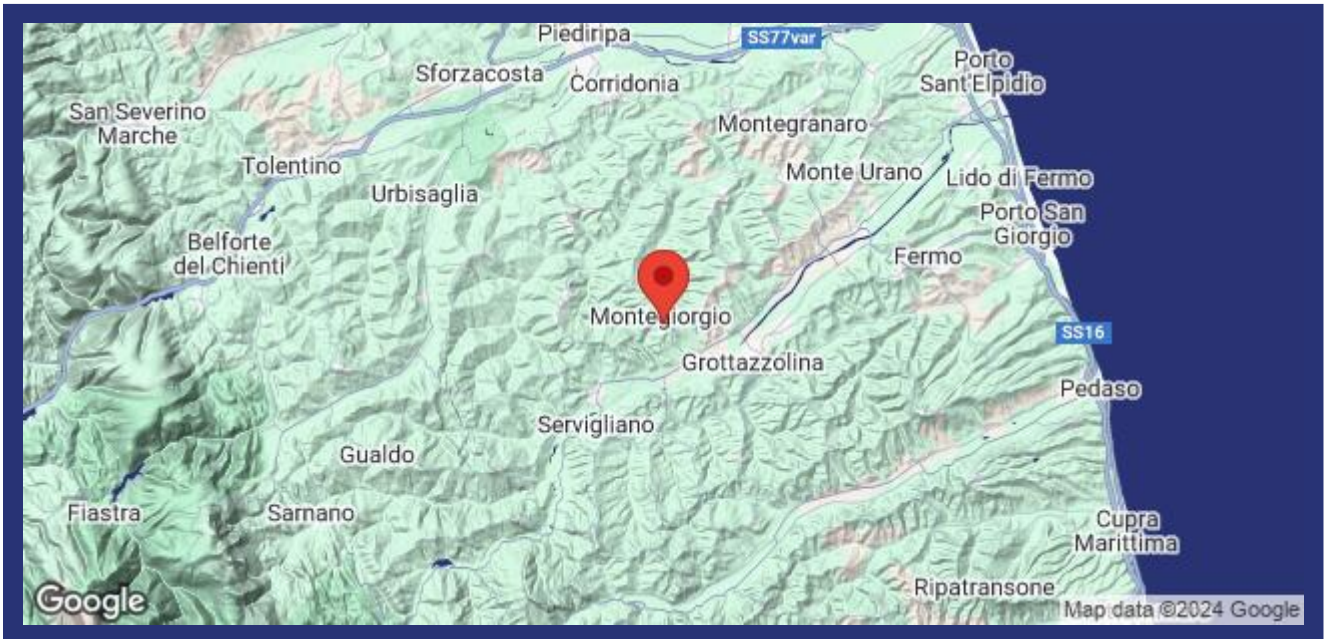 Piediripa
SS77var
Porto
Sant'Elpidio
Sforzacosta
Corridonia
San Severino
Marche
Montegranaro
Tolentino
Monte Urano
Lido di Fermo
Urbisaglia
Porto San
Giorgio
Belforte
del Chienti
Fermo
Montegiorgio
SS16
Grottazzolina
Pedaso
Servigliano
Gualdo
Fiastra
Sarnano
Cupra
Marittima
Ripatransone
Google
Map data ©2024 Google